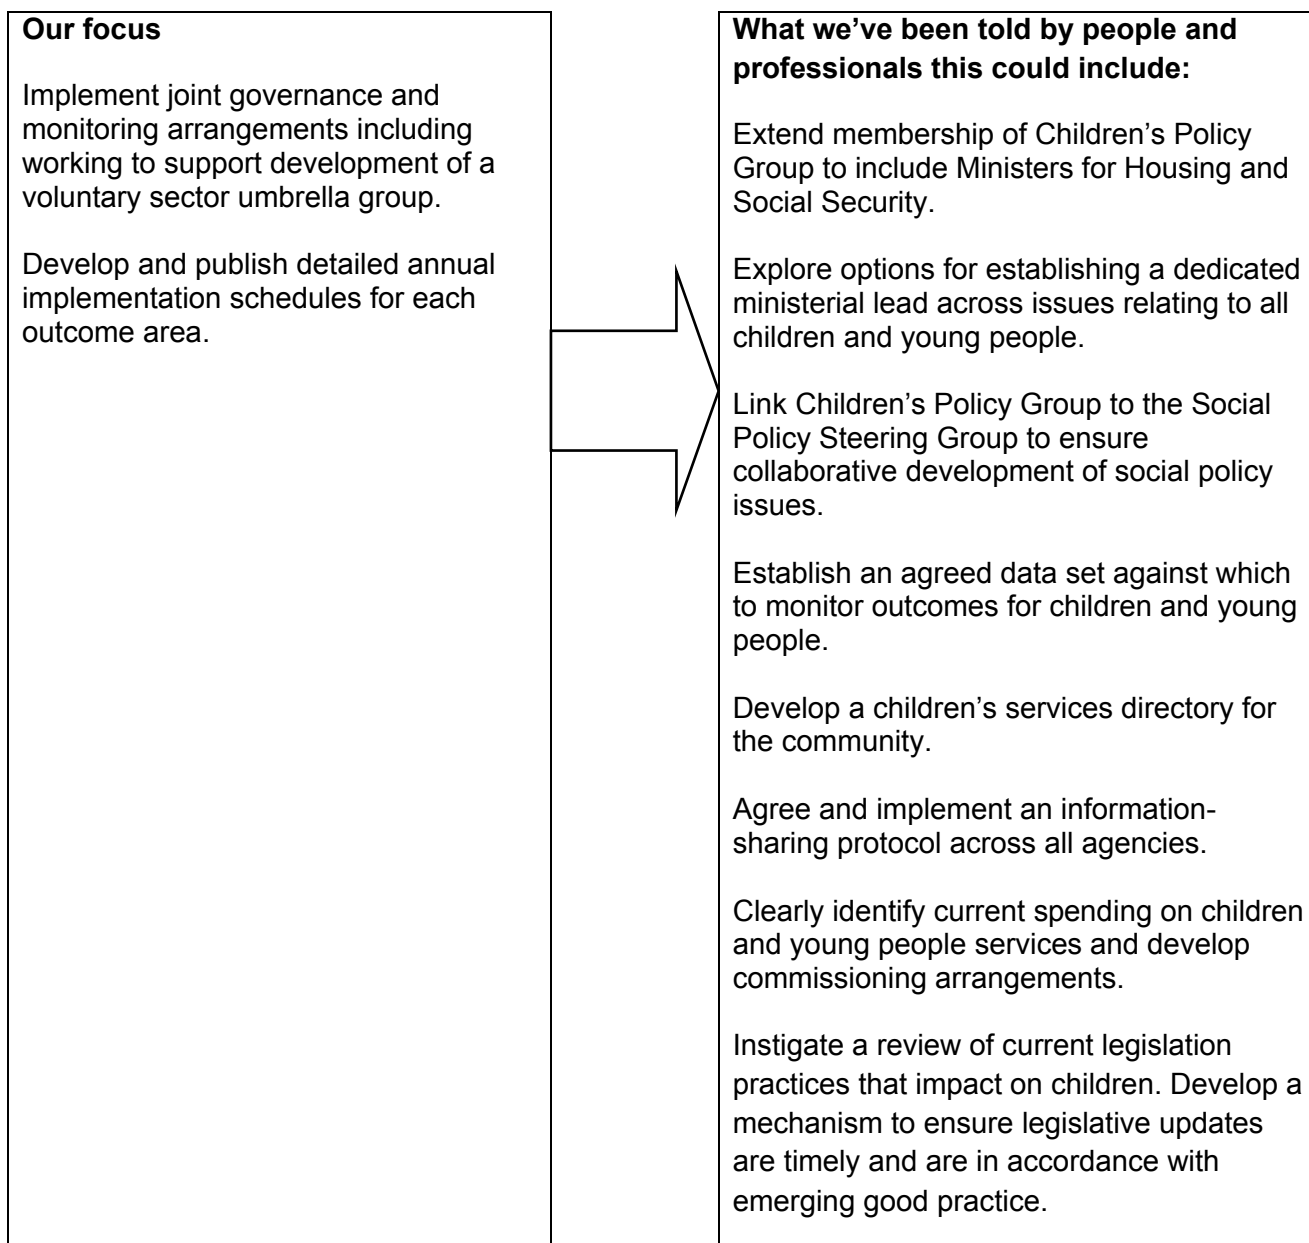 Our focus
Implement joint governance and
monitoring arrangements including
working to support development of a
voluntary sector umbrella group.
Develop and publish detailed annual
implementation schedules for each
outcome area.
What we’ve been told by people and
professionals this could include:
Extend membership of Children’s Policy
Group to include Ministers for Housing and
Social Security.
Explore options for establishing a dedicated
ministerial lead across issues relating to all
children and young people.
Link Children’s Policy Group to the Social
Policy Steering Group to ensure
collaborative development of social policy
issues.
Establish an agreed data set against which
to monitor outcomes for children and young
people.
Develop a children’s services directory for
the community.
Agree and implement an information-
sharing protocol across all agencies.
Clearly identify current spending on children
and young people services and develop
commissioning arrangements.
Instigate a review of current legislation
practices that impact on children. Develop a
mechanism to ensure legislative updates
are timely and are in accordance with
emerging good practice.